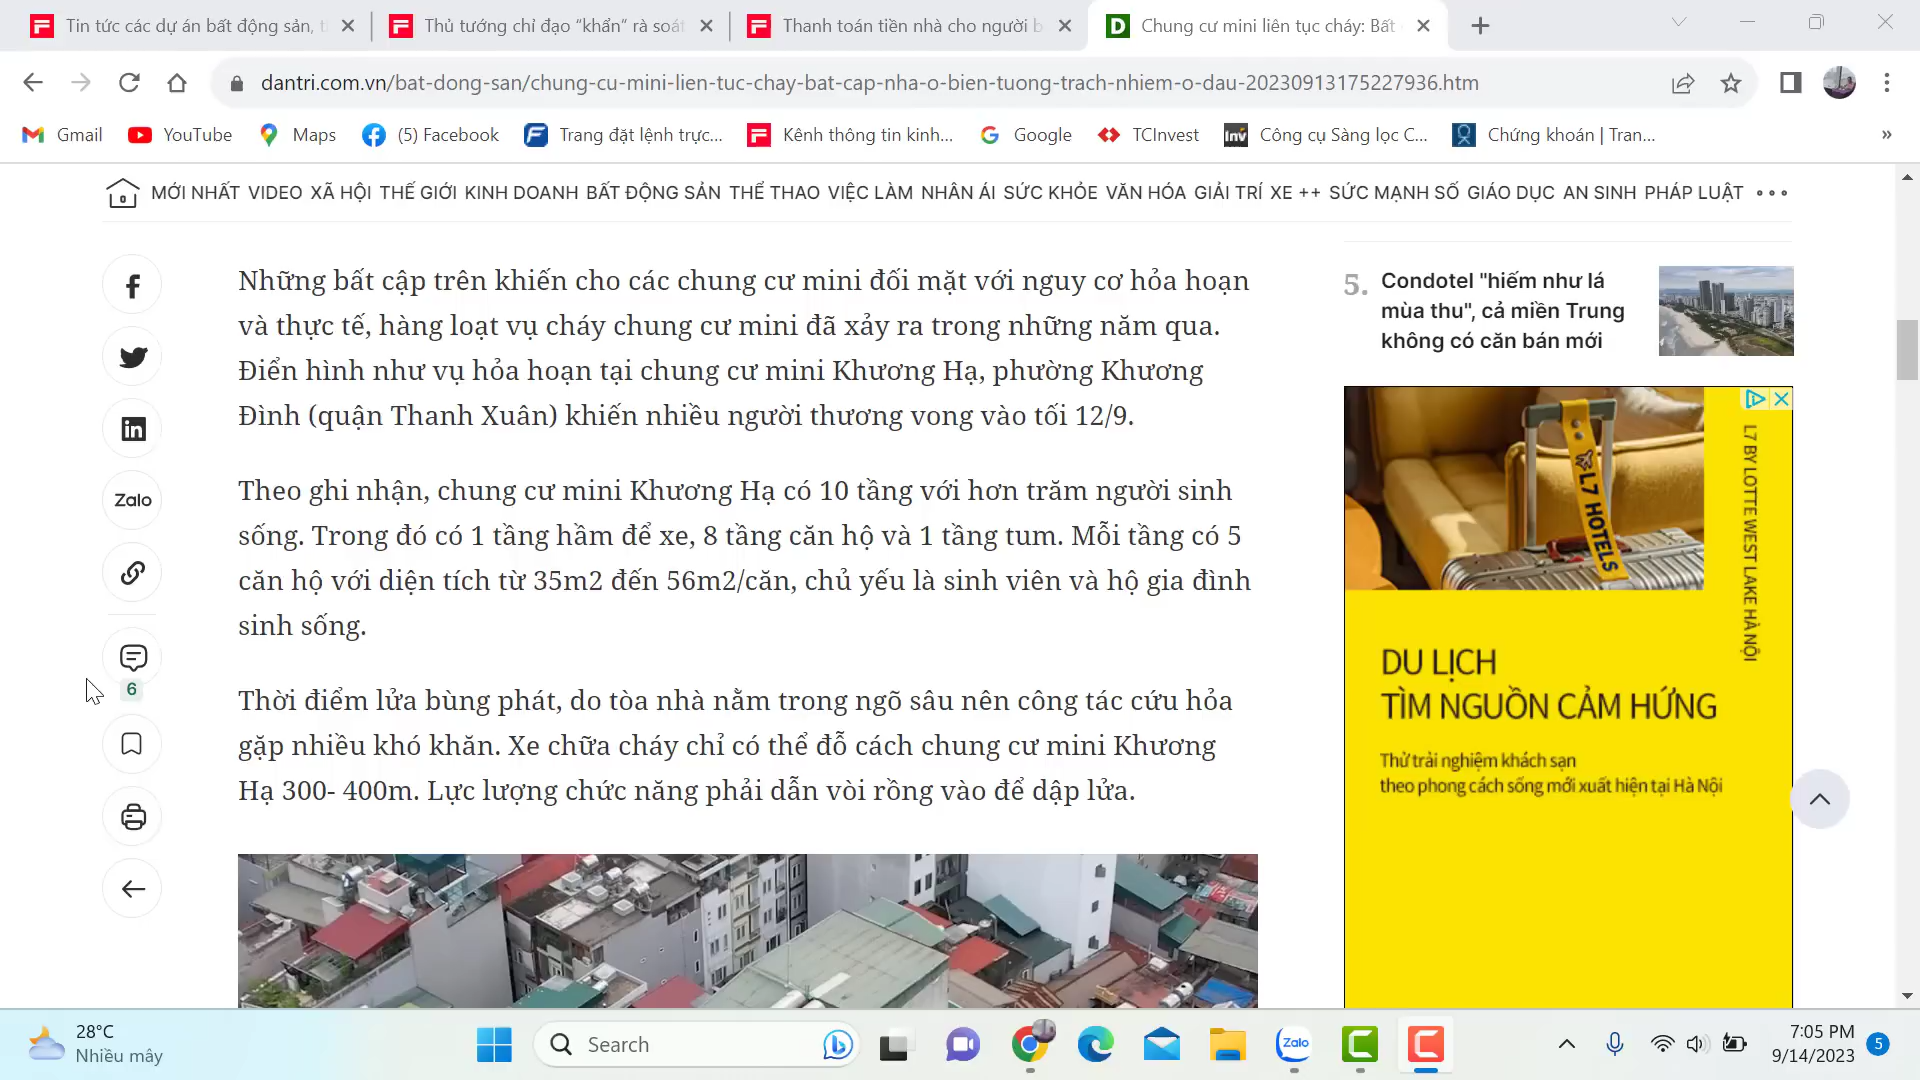 Tin tức các dự án bất động sản, t
Thủ tướng chỉ đạo “khẩn” rà soát
Thanh toán tiền nhà cho người b
Chung cư mini liên tục cháy: Bất
dantri.com.vn/bat-dong-san/chung-cu-mini-lien-tuc-chay-bat-cap-nha-o-bien-tuong-trach-nhiem-o-dau-20230913175227936.htm
Gmail
YouTube
Maps
(5) Facebook
Trang đặt lệnh trực...
Kênh thông tin kinh...
Google
TCInvest
Inv
Công cụ Sàng lọc C...
Chứng khoán | Tran...
»
MỚI NHẤT VIDEO XÃ HỘI THẾ GIỚI KINH DOANH BẤT ĐỘNG SẢN THỂ THAO VIỆC LÀM NHÂN ÁI SỨC KHỎE VĂN HÓA GIẢI TRÍ XE ++ SỨC MẠNH SỐ GIÁO DỤC AN SINH PHÁP LUẬT
Những bất cập trên khiến cho các chung cư mini đối mặt với nguy cơ hỏa hoạn
và thực tế, hàng loạt vụ cháy chung cư mini đã xảy ra trong những năm qua.
Điển hình như vụ hỏa hoạn tại chung cư mini Khương Hạ, phường Khương
Đình (quận Thanh Xuân) khiến nhiều người thương vong vào tối 12/9.
Theo ghi nhận, chung cư mini Khương Hạ có 10 tầng với hơn trăm người sinh
sống. Trong đó có 1 tầng hầm để xe, 8 tầng căn hộ và 1 tầng tum. Mỗi tầng có 5
căn hộ với diện tích từ 35m2 đến 56m2/căn, chủ yếu là sinh viên và hộ gia đình
sinh sống.
Thời điểm lửa bùng phát, do tòa nhà nằm trong ngõ sâu nên công tác cứu hỏa
gặp nhiều khó khăn. Xe chữa cháy chỉ có thể đỗ cách chung cư mini Khương
Hạ 300- 400m. Lực lượng chức năng phải dẫn vòi rồng vào để dập lửa.
Zalo
6
5.
Condotel "hiếm như lá
mùa thu", cả miền Trung
không có căn bán mới
L7 HOTELS
L7 BY LOTTE WEST LAKE HÀ NỘI
DU LỊCH
TÌM NGUỒN CẢM HỨNG
Thử trải nghiệm khách sạn
theo phong cách sống mới xuất hiện tại Hà Nội
28°C
Nhiều mây
Search
Zalo
7:05 PM
9/14/2023
5